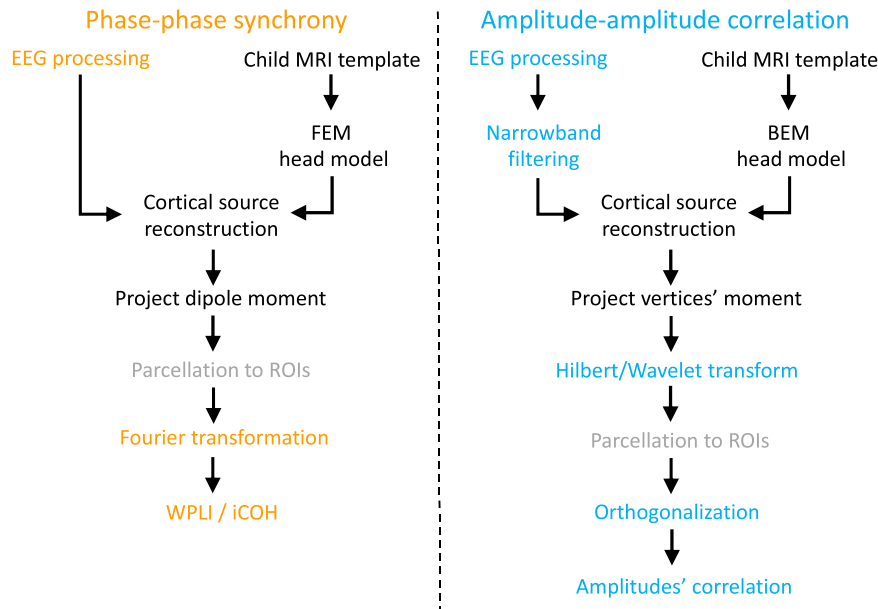 Phase-phase synchrony
EEG processing
Child MRI template
FEM
head model
Cortical source
reconstruction
Project dipole moment
Parcellation to ROIs
Fourier transformation
WPLI / iCOH
Amplitude-amplitude correlation
EEG processing
Child MRI template
Narrowband
filtering
BEM
head model
Cortical source
reconstruction
Project vertices’ moment
Hilbert/Wavelet transform
Parcellation to ROIs
Orthogonalization
Amplitudes’ correlation